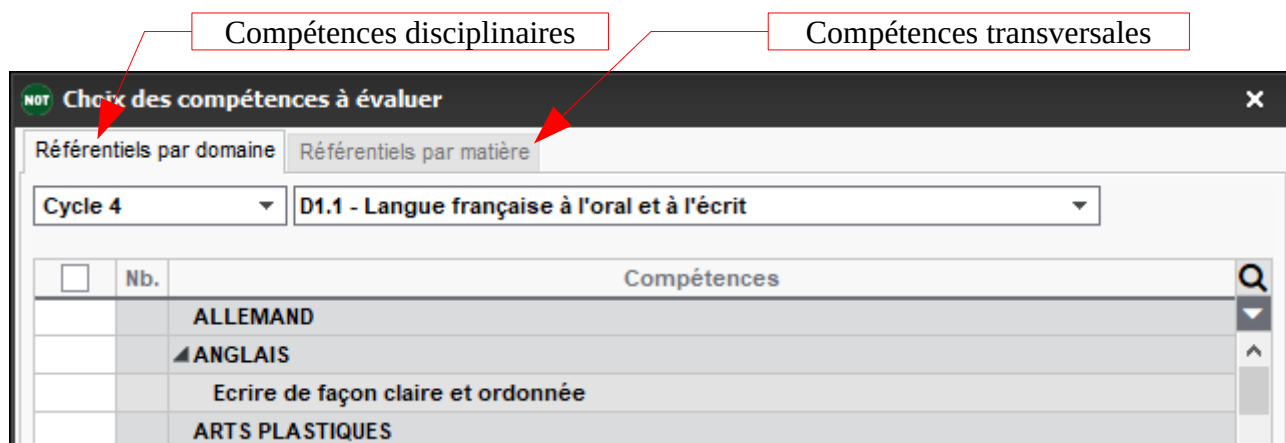 Compétences disciplinaires
Compétences transversales
NOT Choix des compétences à évaluer
Référentiels par domaine Référentiels par matière
Cycle 4 D1.1 - Langue française à l'oral et à l'écrit
Nb. Compétences
ALLEMAND
ANGLAIS
Ecrire de façon claire et ordonnée
ARTS PLASTIQUES